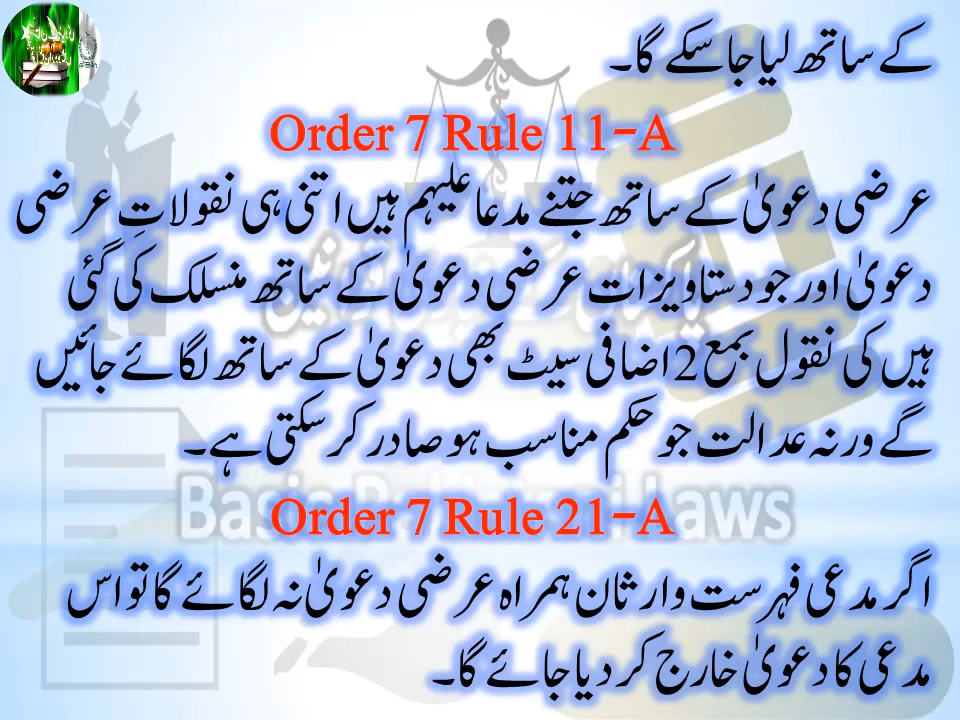 کے ساتھ لیا جا سکے گا۔
Order 7 Rule 11-A
عرضی دعویٰ کے ساتھ جتنے مدعا علیہم ہیں اتنی ہی نقولاتِ عرضی
دعویٰ اور جو دستاویزات عرضی دعویٰ کے ساتھ منسلک کی گئی
ہیں کی نقول بمع 2 اضافی سیٹ بھی دعویٰ کے ساتھ لگائے جائیں
گے ورنہ عدالت جو حکم مناسب ہو صادر کر سکتی ہے۔
Order 7 Rule 21-A
اگر مدعی فہرست وارثان ہمراہ عرضی دعویٰ نہ لگائے گا تو اس
مدعی کا دعویٰ خارج کر دیا جائے گا۔